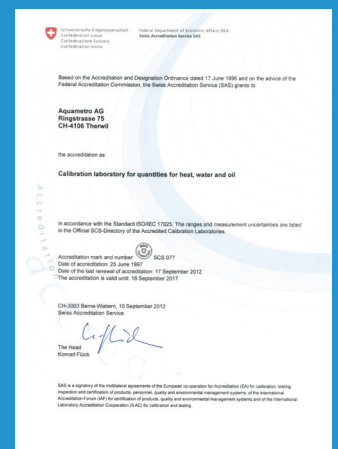 Schweizerische Eidgenossenschaft
Confédération suisse
Confederazione Svizzera
Confederaziun svizra
Federal Department of Economic Affairs DEA
Swiss Accreditation Service SAS
Based on the Accreditation and Designation Ordinance dated 17 June 1996 and on the advice of the
Federal Accreditation Commission, the Swiss Accreditation Service (SAS) grants to
Aquametro AG
Ringstrasse 75
CH-4106 Therwil
the accreditation as
Calibration laboratory for quantities for heat, water and oil
in accordance with the Standard ISO/IEC 17025. The ranges and measurement uncertainties are listed
in the Official SCS-Directory of the Accredited Calibration Laboratories.
Accreditation mark and number: SCS 077
Date of accreditation: 25 June 1997
Date of the last renewal of accreditation: 17 September 2012
The accreditation is valid until: 16 September 2017
CH-3003 Berne-Wabern, 10 September 2012
Swiss Accreditation Service
The Head
Konrad Flück
SAS is a signatory of the multilateral agreements of the European co-operation for Accreditation (EA) for calibration, testing,
inspection and certification of products, personnel, quality and environmental management systems, of the International
Accreditation Forum (IAF) for certification of products, quality and environmental management systems and of the International
Laboratory Accreditation Cooperation (ILAC) for calibration and testing.